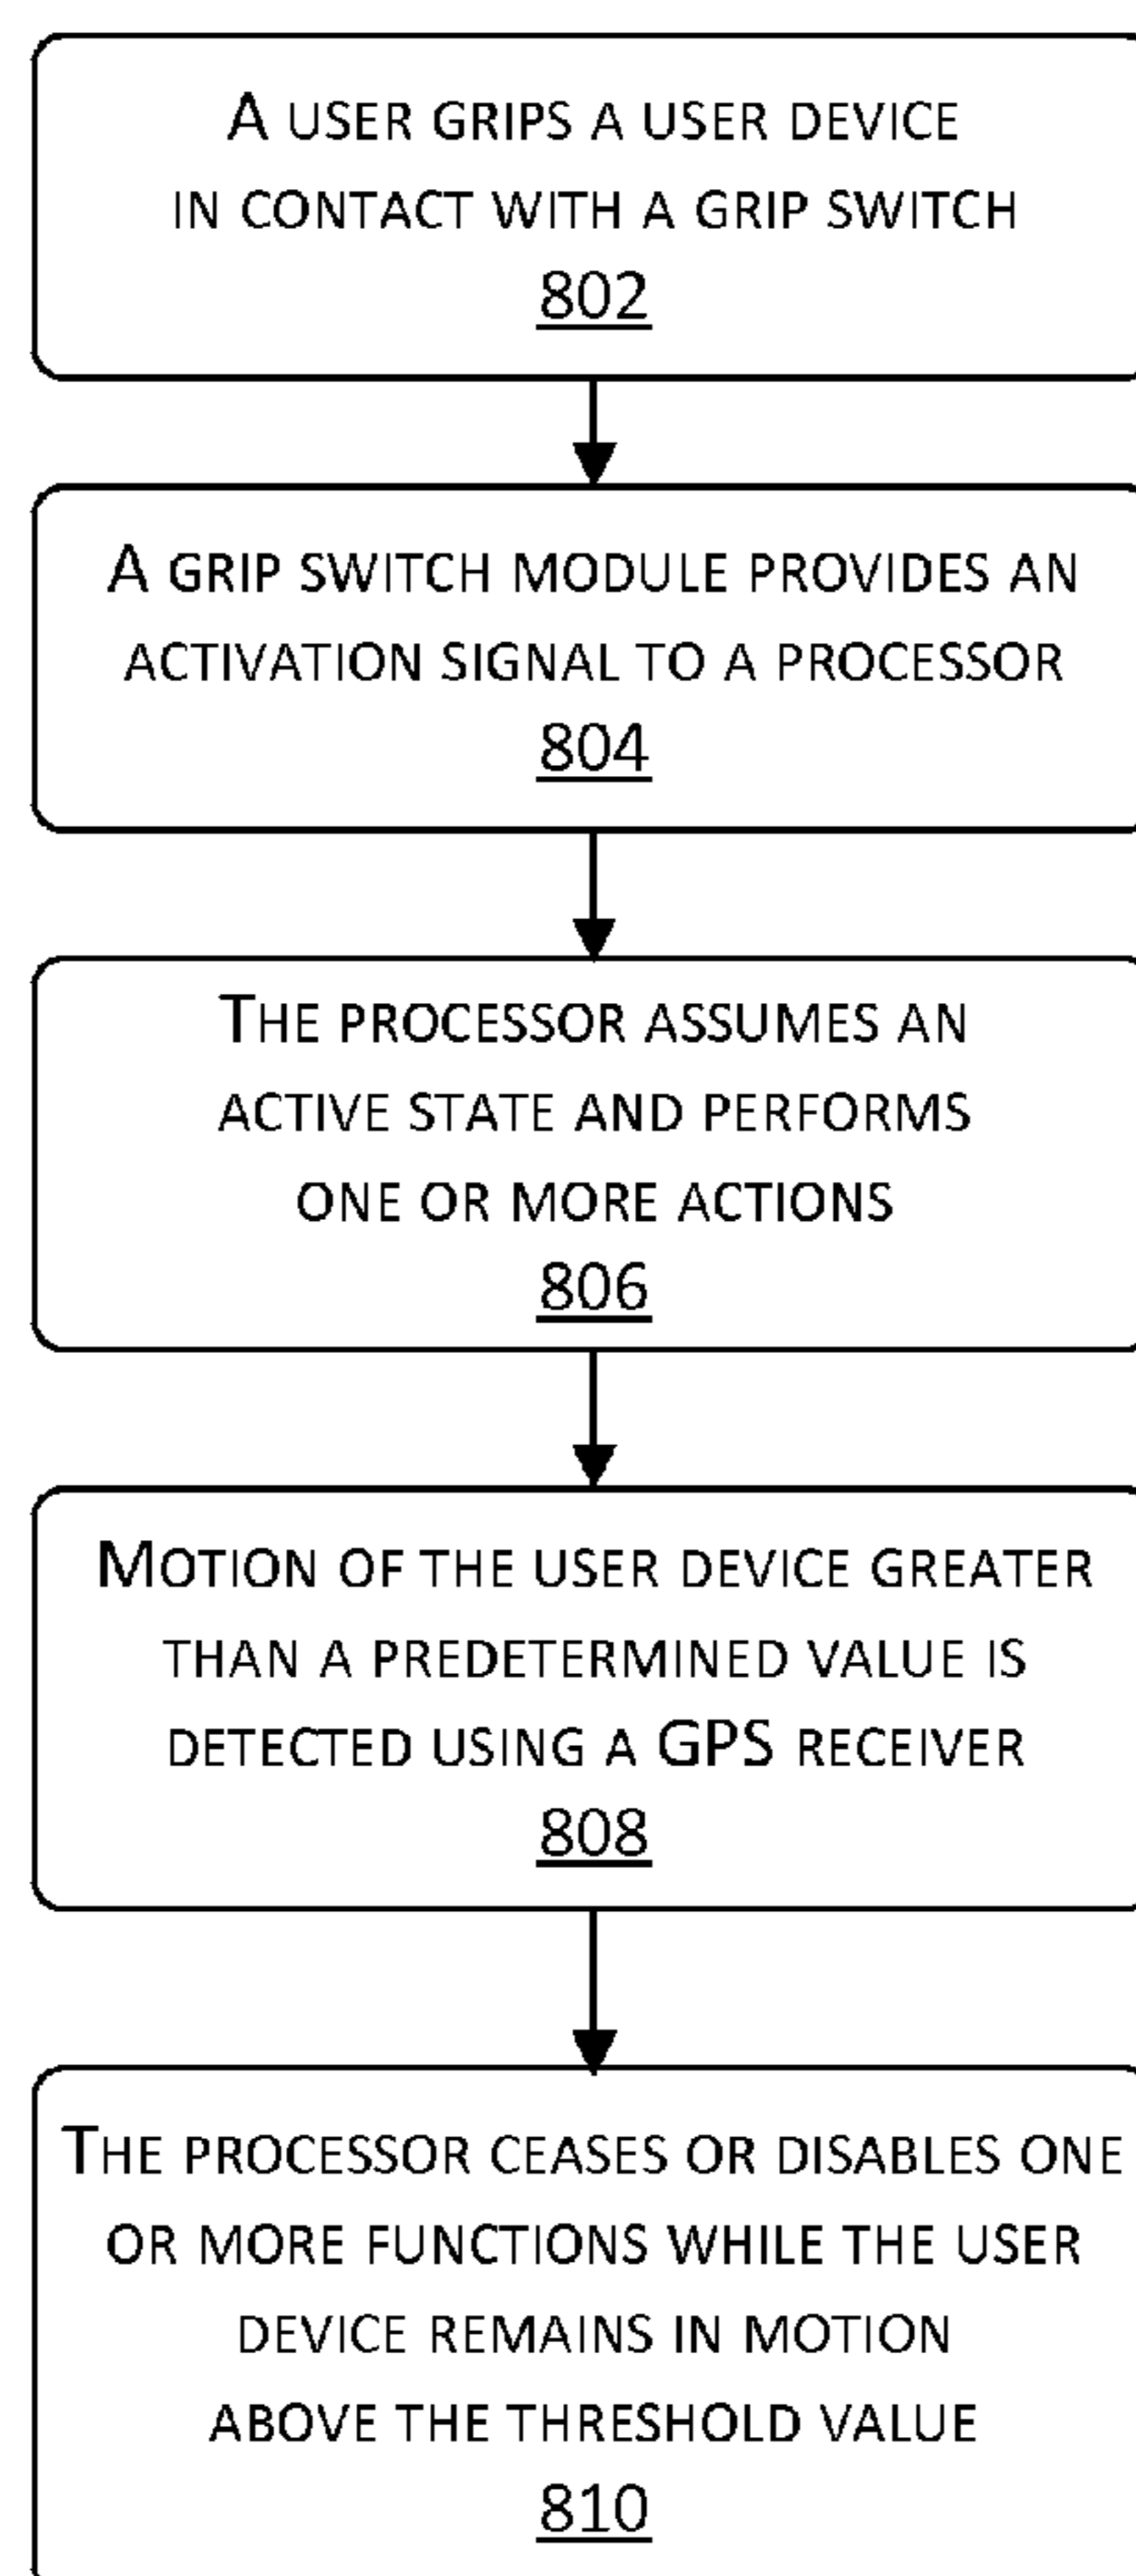 A USER GRIPS A USER DEVICE
IN CONTACT WITH A GRIP SWITCH
802
A GRIP SWITCH MODULE PROVIDES AN
ACTIVATION SIGNAL TO A PROCESSOR
804
THE PROCESSOR ASSUMES AN
ACTIVE STATE AND PERFORMS
ONE OR MORE ACTIONS
806
MOTION OF THE USER DEVICE GREATER
THAN A PREDETERMINED VALUE IS
DETECTED USING A GPS RECEIVER
808
THE PROCESSOR CEASES OR DISABLES ONE
OR MORE FUNCTIONS WHILE THE USER
DEVICE REMAINS IN MOTION
ABOVE THE THRESHOLD VALUE
810